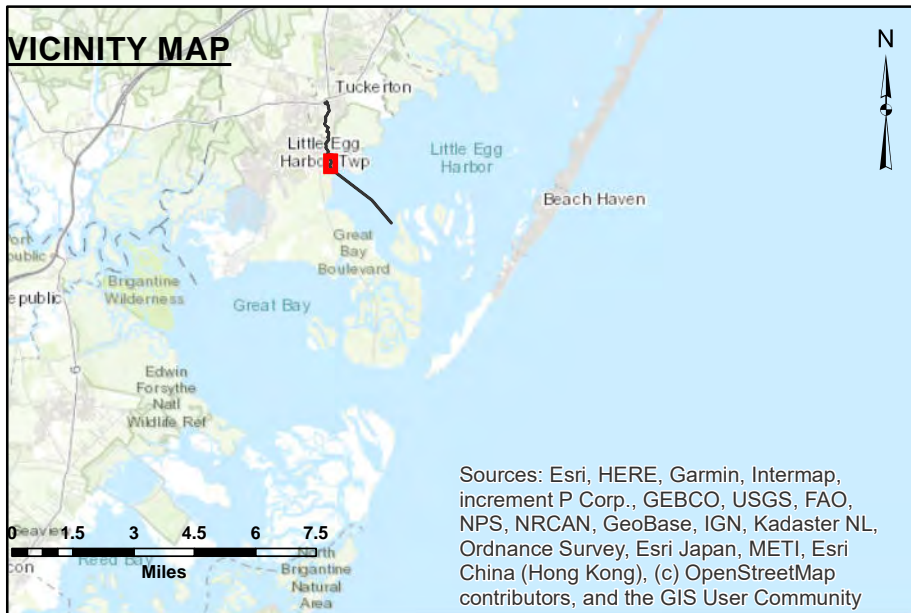 VICINITY MAP
N
Tuckerton
Little Egg
Harbor Twp
Little Egg
Harbor
Beach Haven
Great
Bay
Boulevard
Brigantine
Wilderness
Great Bay
Edwin
Forsythe
Natl
Wildlife Ref
0 1.5 3 4.5 6 7.5
Miles
Reed Bay
North
Brigantine
Natural
Area
Sources: Esri, HERE, Garmin, Intermap,
increment P Corp., GEBCO, USGS, FAO,
NPS, NRCAN, GeoBase, IGN, Kadaster NL,
Ordnance Survey, Esri Japan, METI, Esri
China (Hong Kong), (c) OpenStreetMap
contributors, and the GIS User Community